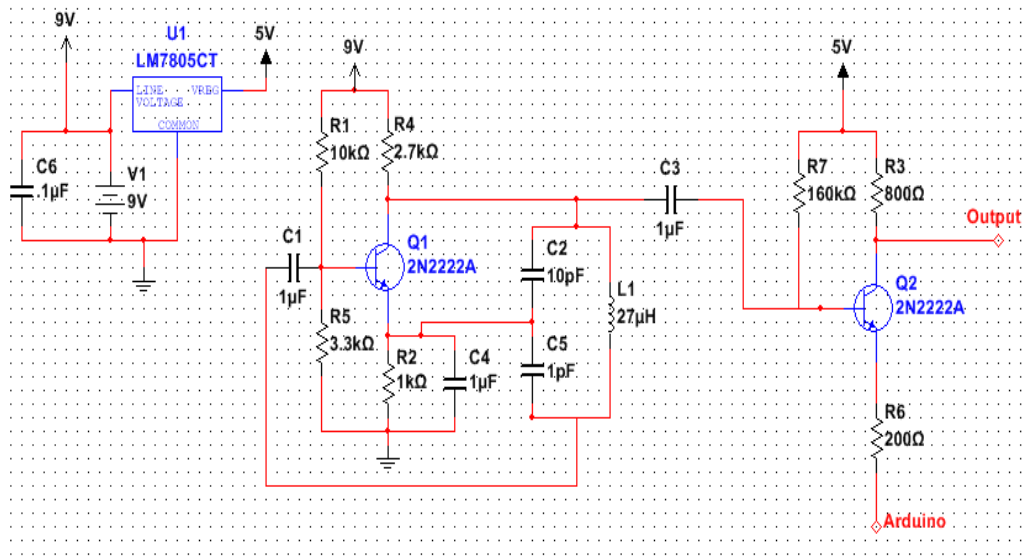 9V
U1
LM7805CT
LINE VREG
VOLTAGE
COMMON
5V
C6
.1µF
V1
9V
9V
R1
10kΩ
R4
2.7kΩ
C1
1µF
Q1
2N2222A
R5
3.3kΩ
R2
1kΩ
C4
1µF
C2
10pF
L1
27µH
C5
1pF
C3
1µF
5V
R7
160kΩ
R3
800Ω
Output
Q2
2N2222A
R6
200Ω
Arduino